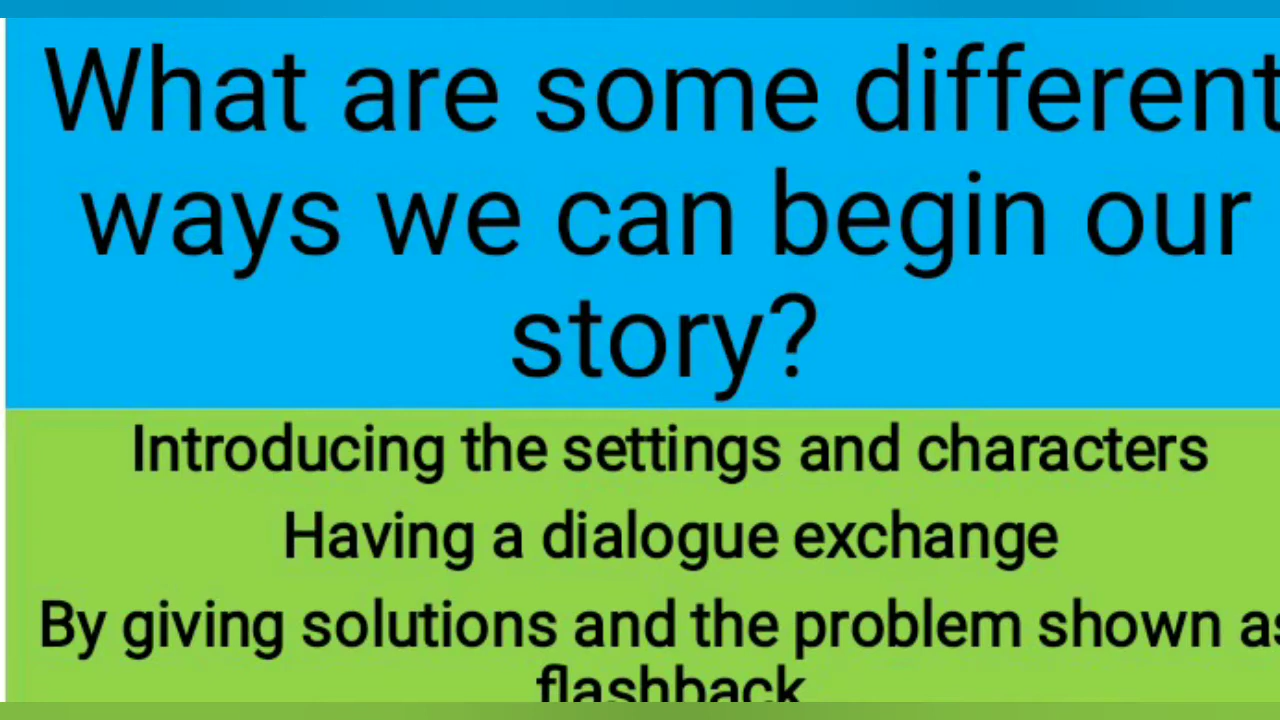 What are some different
ways we can begin our
story?
Introducing the settings and characters
Having a dialogue exchange
By giving solutions and the problem shown as
flashback